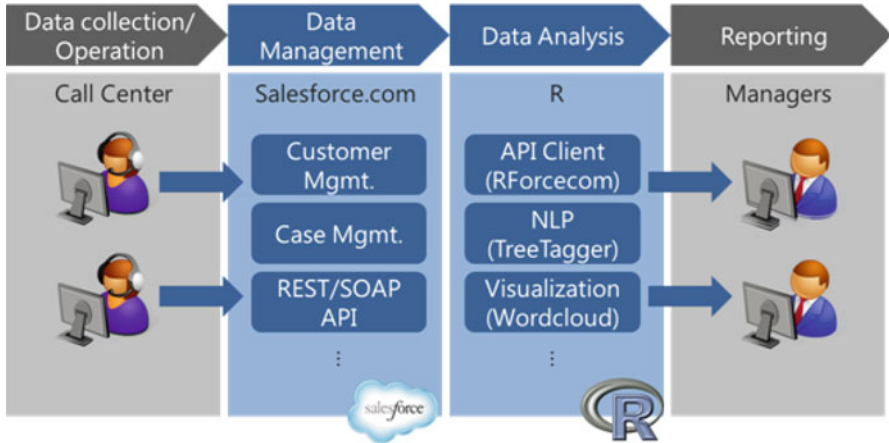 Data collection/
Operation
Data
Management
Data Analysis
Reporting
Call Center
Salesforce.com
R
Managers
Customer
Mgmt.
Case Mgmt.
REST/SOAP
API
⋮
API Client
(RForcecom)
NLP
(TreeTagger)
Visualization
(Wordcloud)
⋮
salesforce
R